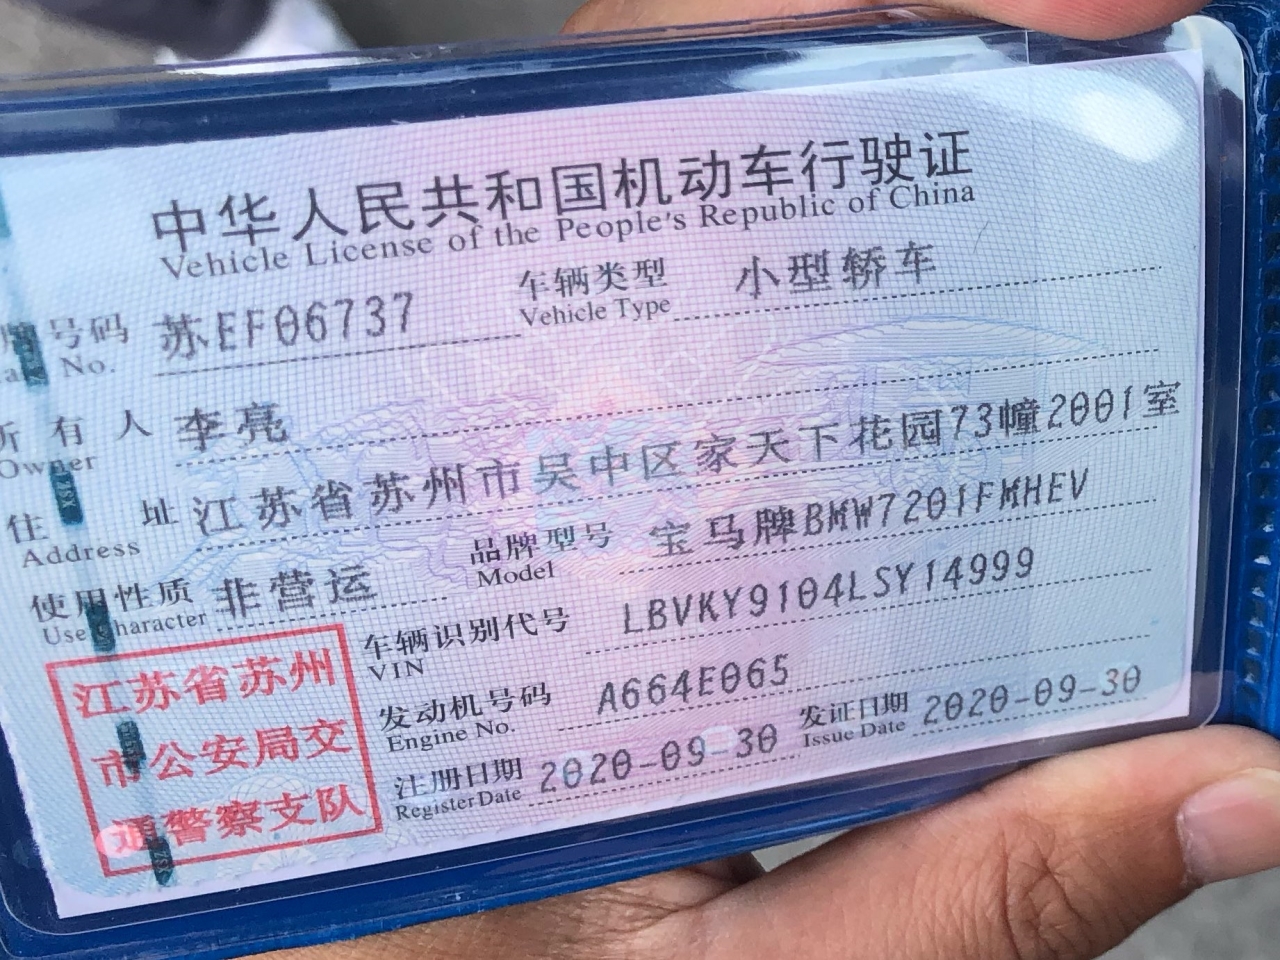 中华人民共和国机动车行驶证
Vehicle License of the People's Republic of China
牌号码 苏EF06737 车辆类型 小型轿车
No. Vehicle Type
所有人 李亮
Owner
住址 江苏省苏州市吴中区家天下花园73幢2001室
Address
使用性质 非营运 品牌型号 宝马牌BMW7201FMHEV
Use Character Model
车辆识别代号 LBVKY9104LSY14999
VIN
发动机号码 A664E065
Engine No.
注册日期 2020-09-30 发证日期 2020-09-30
Register Date Issue Date
江苏省苏州
市公安局交
通警察支队